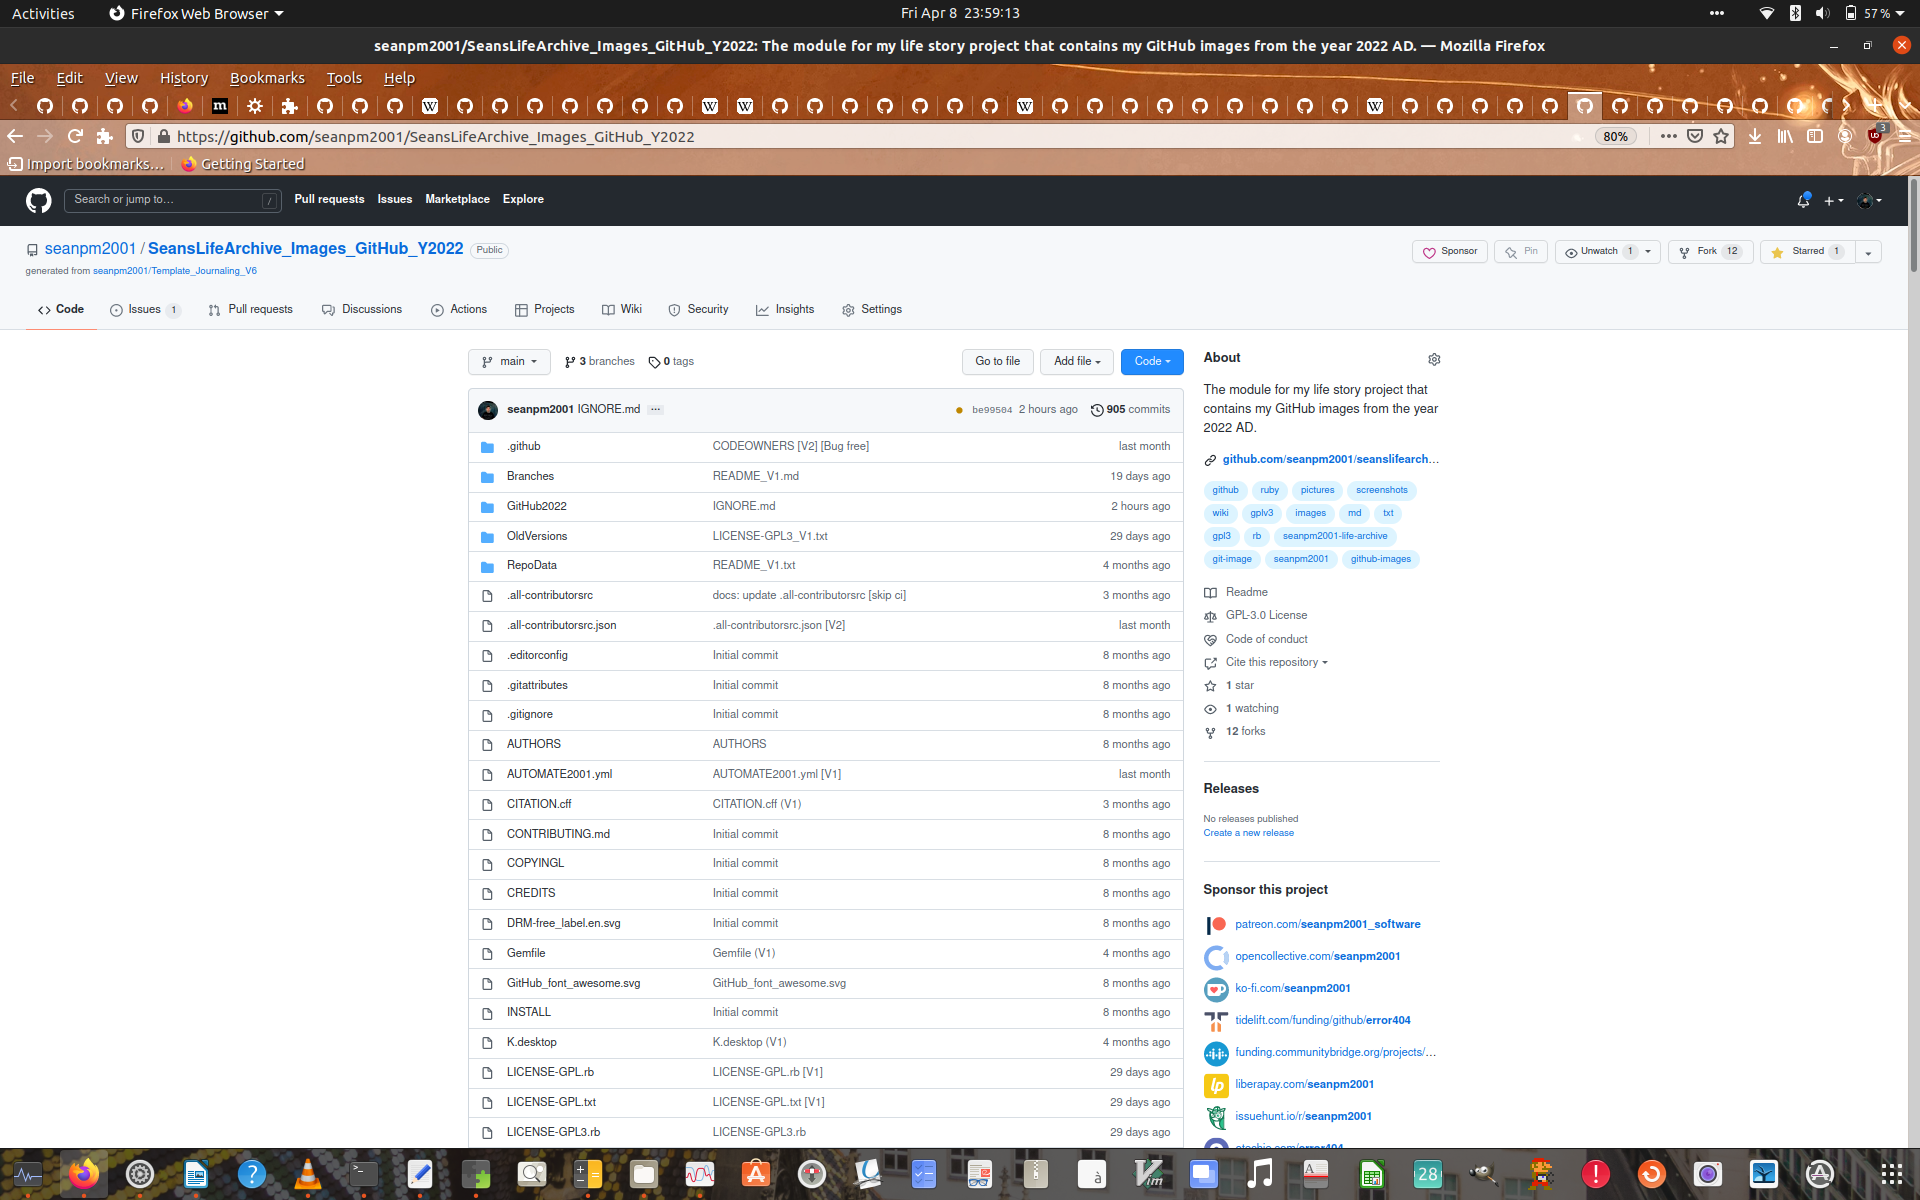 Activities
Firefox Web Browser
Fri Apr 8 23:59:13
57 %
seanpm2001/SeansLifeArchive_Images_GitHub_Y2022: The module for my life story project that contains my GitHub images from the year 2022 AD. — Mozilla Firefox
File Edit View History Bookmarks Tools Help
https://github.com/seanpm2001/SeansLifeArchive_Images_GitHub_Y2022
80%
3
Import bookmarks… Getting Started
Search or jump to… /
Pull requests Issues Marketplace Explore
seanpm2001 / SeansLifeArchive_Images_GitHub_Y2022 Public
Sponsor Pin Unwatch 1 Fork 12 Starred 1
generated from seanpm2001/Template_Journaling_V6
Code Issues 1 Pull requests Discussions Actions Projects Wiki Security Insights Settings
main 3 branches 0 tags Go to file Add file Code
seanpm2001 IGNORE.md … be99504 2 hours ago 905 commits
.github CODEOWNERS [V2] [Bug free] last month
Branches README_V1.md 19 days ago
GitHub2022 IGNORE.md 2 hours ago
OldVersions LICENSE-GPL3_V1.txt 29 days ago
RepoData README_V1.txt 4 months ago
.all-contributorsrc docs: update .all-contributorsrc [skip ci] 3 months ago
.all-contributorsrc.json .all-contributorsrc.json [V2] last month
.editorconfig Initial commit 8 months ago
.gitattributes Initial commit 8 months ago
.gitignore Initial commit 8 months ago
AUTHORS AUTHORS 8 months ago
AUTOMATE2001.yml AUTOMATE2001.yml [V1] last month
CITATION.cff CITATION.cff (V1) 3 months ago
CONTRIBUTING.md Initial commit 8 months ago
COPYINGL Initial commit 8 months ago
CREDITS Initial commit 8 months ago
DRM-free_label.en.svg Initial commit 8 months ago
Gemfile Gemfile (V1) 4 months ago
GitHub_font_awesome.svg GitHub_font_awesome.svg 8 months ago
INSTALL Initial commit 8 months ago
K.desktop K.desktop (V1) 4 months ago
LICENSE-GPL.rb LICENSE-GPL.rb [V1] 29 days ago
LICENSE-GPL.txt LICENSE-GPL.txt [V1] 29 days ago
LICENSE-GPL3.rb LICENSE-GPL3.rb 29 days ago
About
The module for my life story project that
contains my GitHub images from the year
2022 AD.
github.com/seanpm2001/seanslifearch…
github ruby pictures screenshots
wiki gplv3 images md txt
gpl3 rb seanpm2001-life-archive
git-image seanpm2001 github-images
Readme
GPL-3.0 License
Code of conduct
Cite this repository
1 star
1 watching
12 forks
Releases
No releases published
Create a new release
Sponsor this project
patreon.com/seanpm2001_software
opencollective.com/seanpm2001
ko-fi.com/seanpm2001
tidelift.com/funding/github/error404
funding.communitybridge.org/projects/…
liberapay.com/seanpm2001
issuehunt.io/r/seanpm2001
28